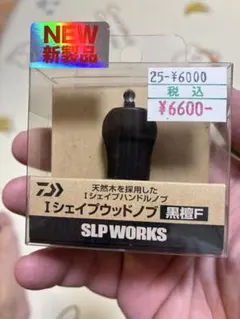 NEW
新製品
25-¥6000
税込
¥6600-
天然木を採用した
Iシェイプハンドルノブ
Iシェイプウッドノブ 黒檀F
SLP WORKS